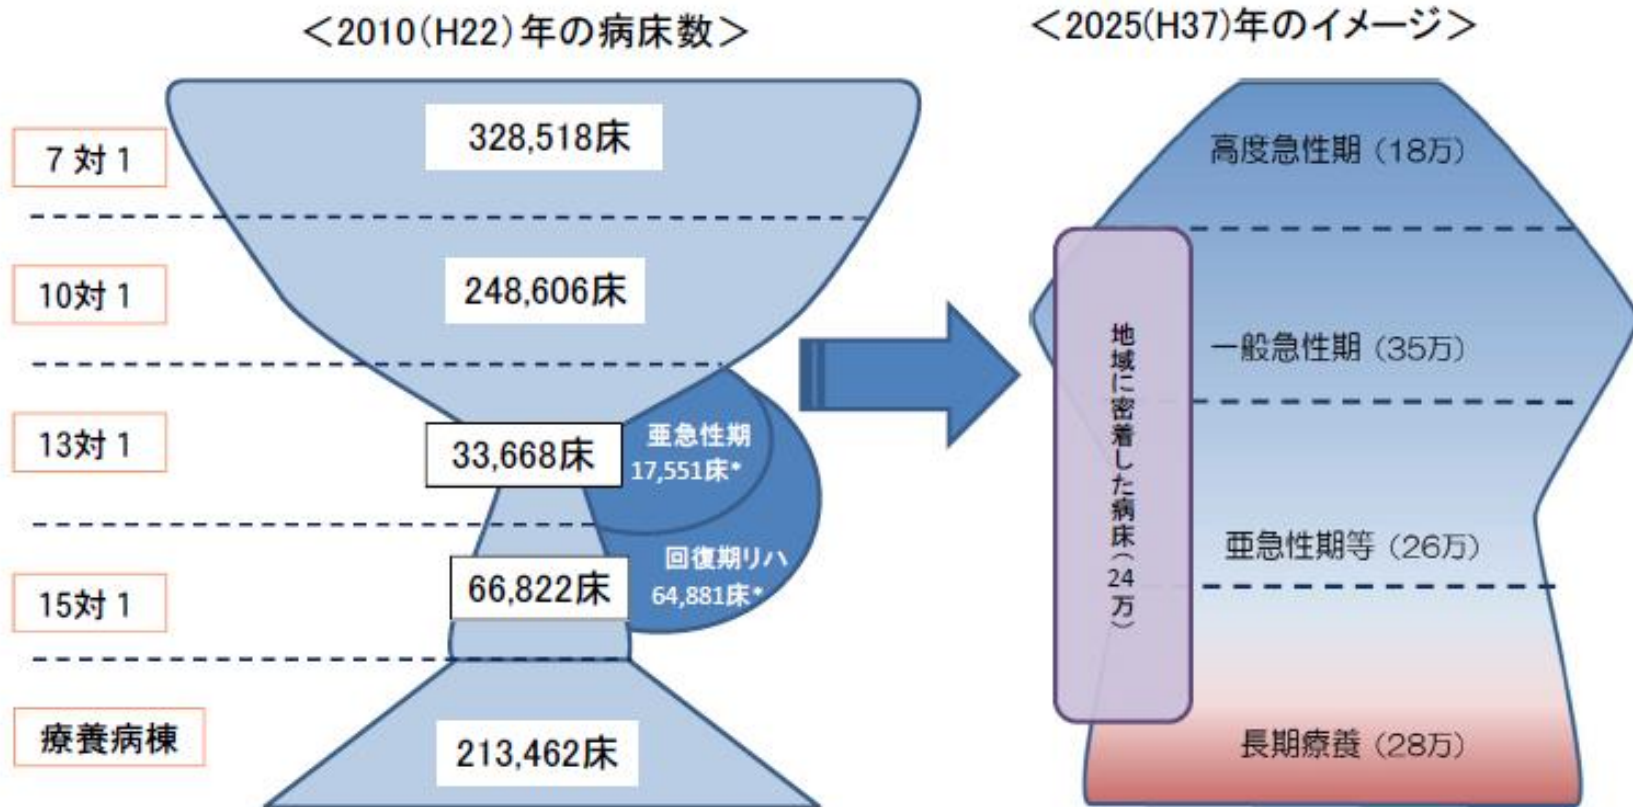 ＜2010(H22)年の病床数＞
＜2025(H37)年のイメージ＞
7対1
328,518床
10対1
248,606床
13対1
33,668床
亜急性期
17,551床*
15対1
66,822床
回復期リハ
64,881床*
療養病棟
213,462床
高度急性期（18万）
一般急性期（35万）
亜急性期等（26万）
長期療養（28万）
地域に密着した病床（24万）